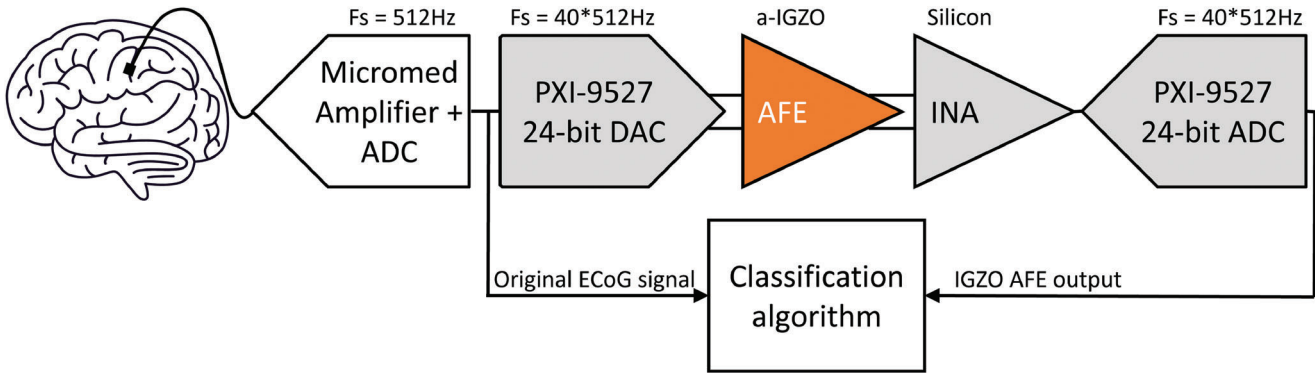 Fs = 512Hz
Fs = 40*512Hz
a-IGZO
Silicon
Fs = 40*512Hz
Micromed
Amplifier +
ADC
PXI-9527
24-bit DAC
AFE
INA
PXI-9527
24-bit ADC
Original ECoG signal
Classification
algorithm
IGZO AFE output